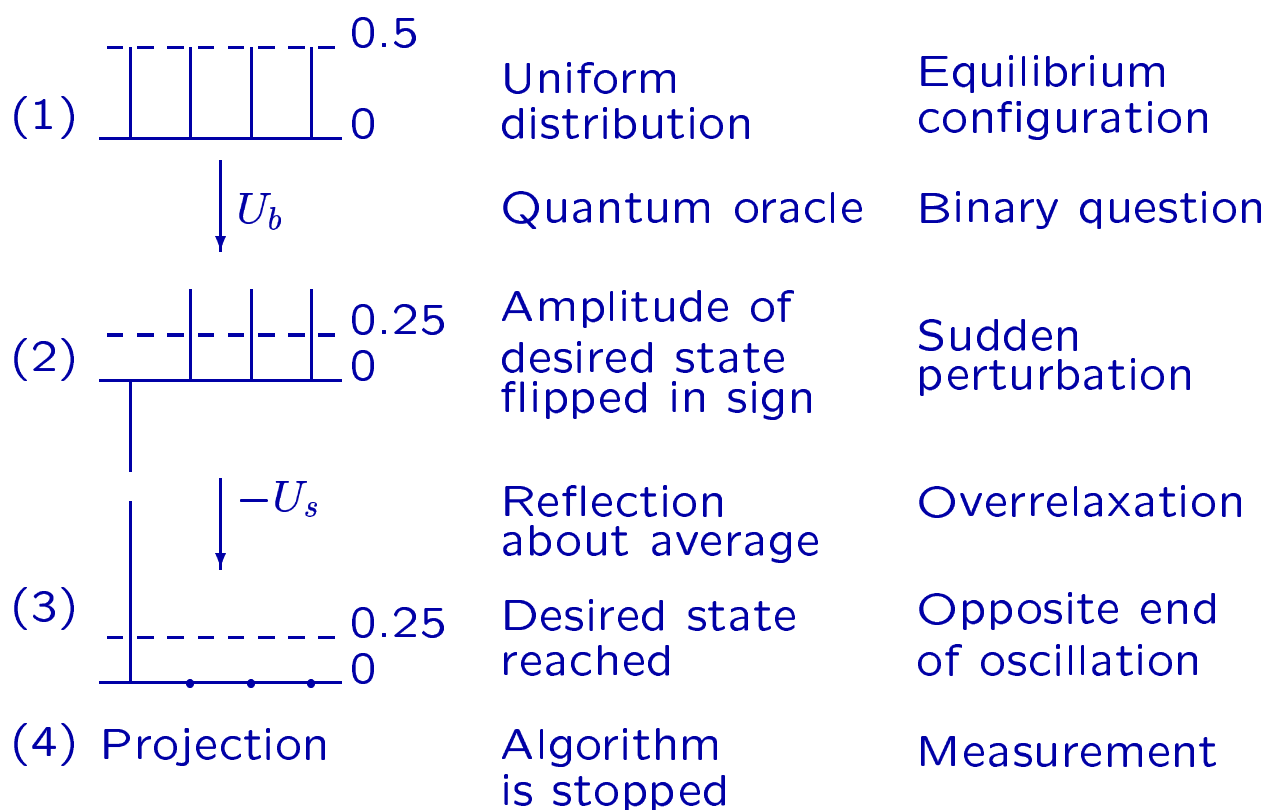 0.5
(1)
0
Uniform
distribution
Equilibrium
configuration
U_b
Quantum oracle
Binary question
(2)
0.25
0
Amplitude of
desired state
flipped in sign
Sudden
perturbation
−U_s
Reflection
about average
Overrelaxation
(3)
0.25
0
Desired state
reached
Opposite end
of oscillation
(4) Projection
Algorithm
is stopped
Measurement